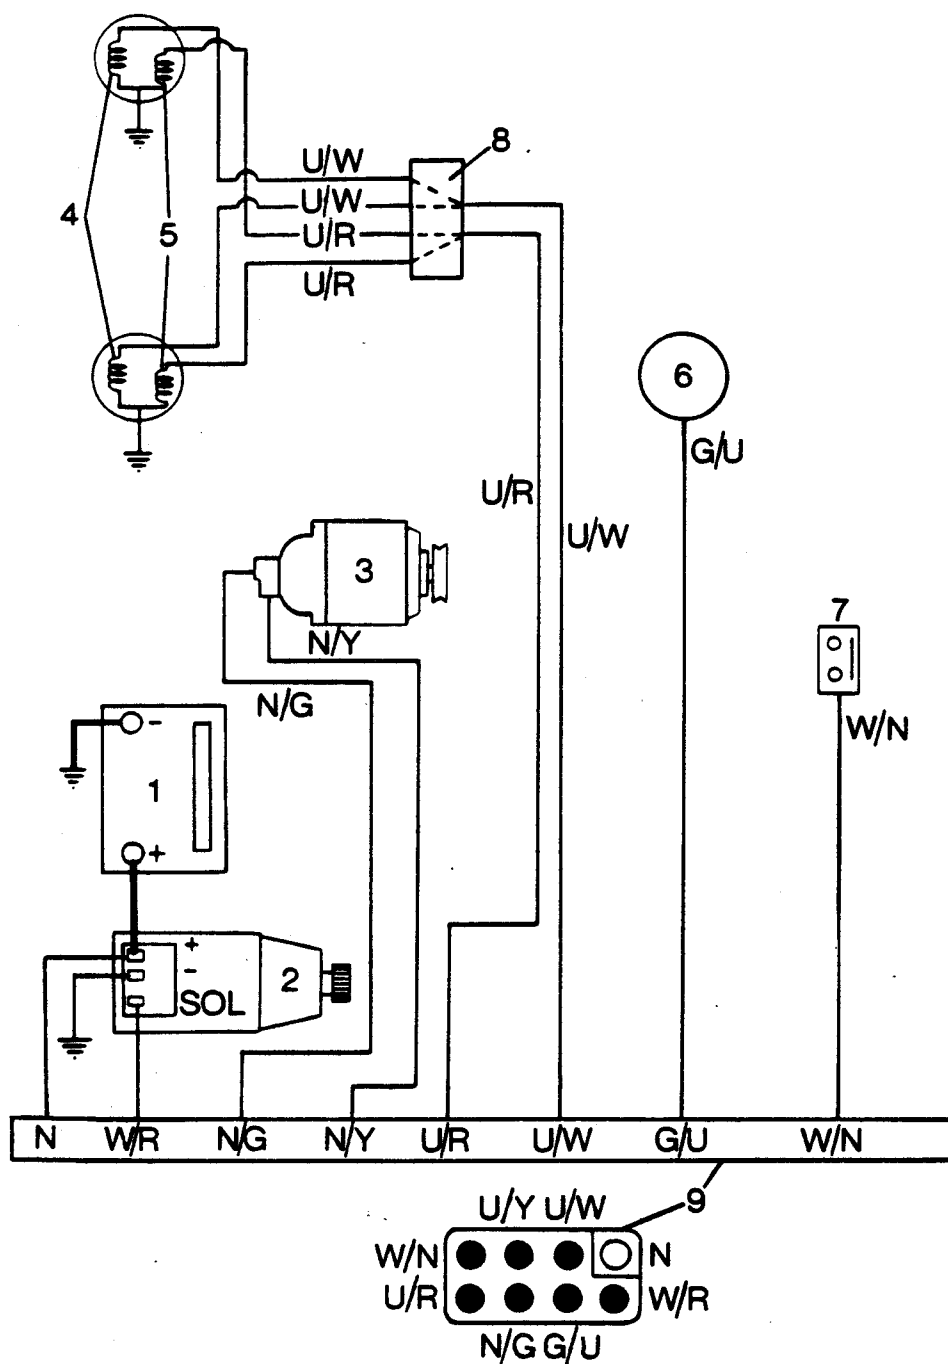 8
U/W
U/W
4
5
U/R
U/R
6
G/U
U/R
U/W
3
7
N/Y
N/G
W/N
-
1
+
+
-
2
SOL
N W/R N/G N/Y U/R U/W G/U W/N
9
U/Y U/W
W/N N
U/R W/R
N/G G/U